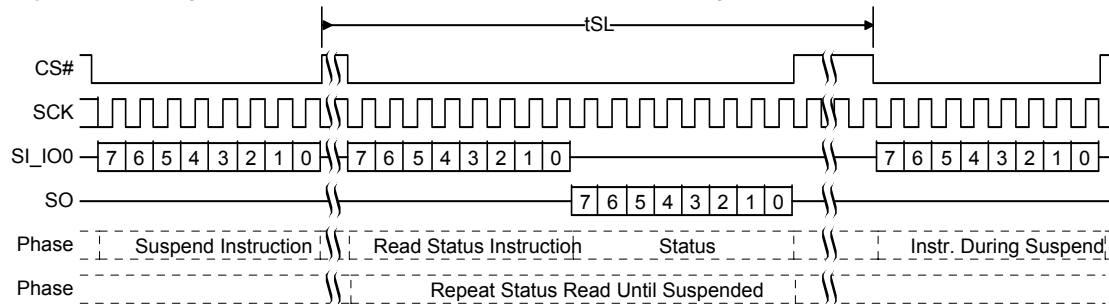 tSL
CS#
SCK
SI_IO0 7 6 5 4 3 2 1 0 7 6 5 4 3 2 1 0 7 6 5 4 3 2 1 0
SO 7 6 5 4 3 2 1 0
Phase Suspend Instruction Read Status Instruction Status Instr. During Suspend
Phase Repeat Status Read Until Suspended